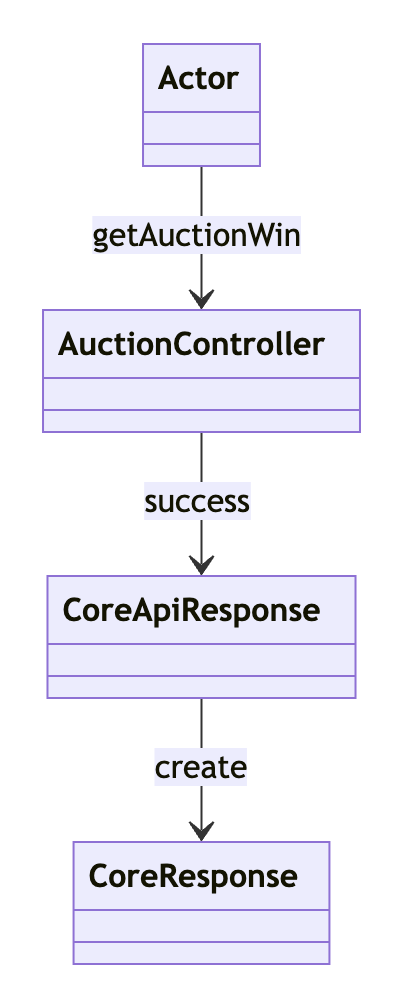 Actor
getAuctionWin
AuctionController
success
CoreApiResponse
create
CoreResponse